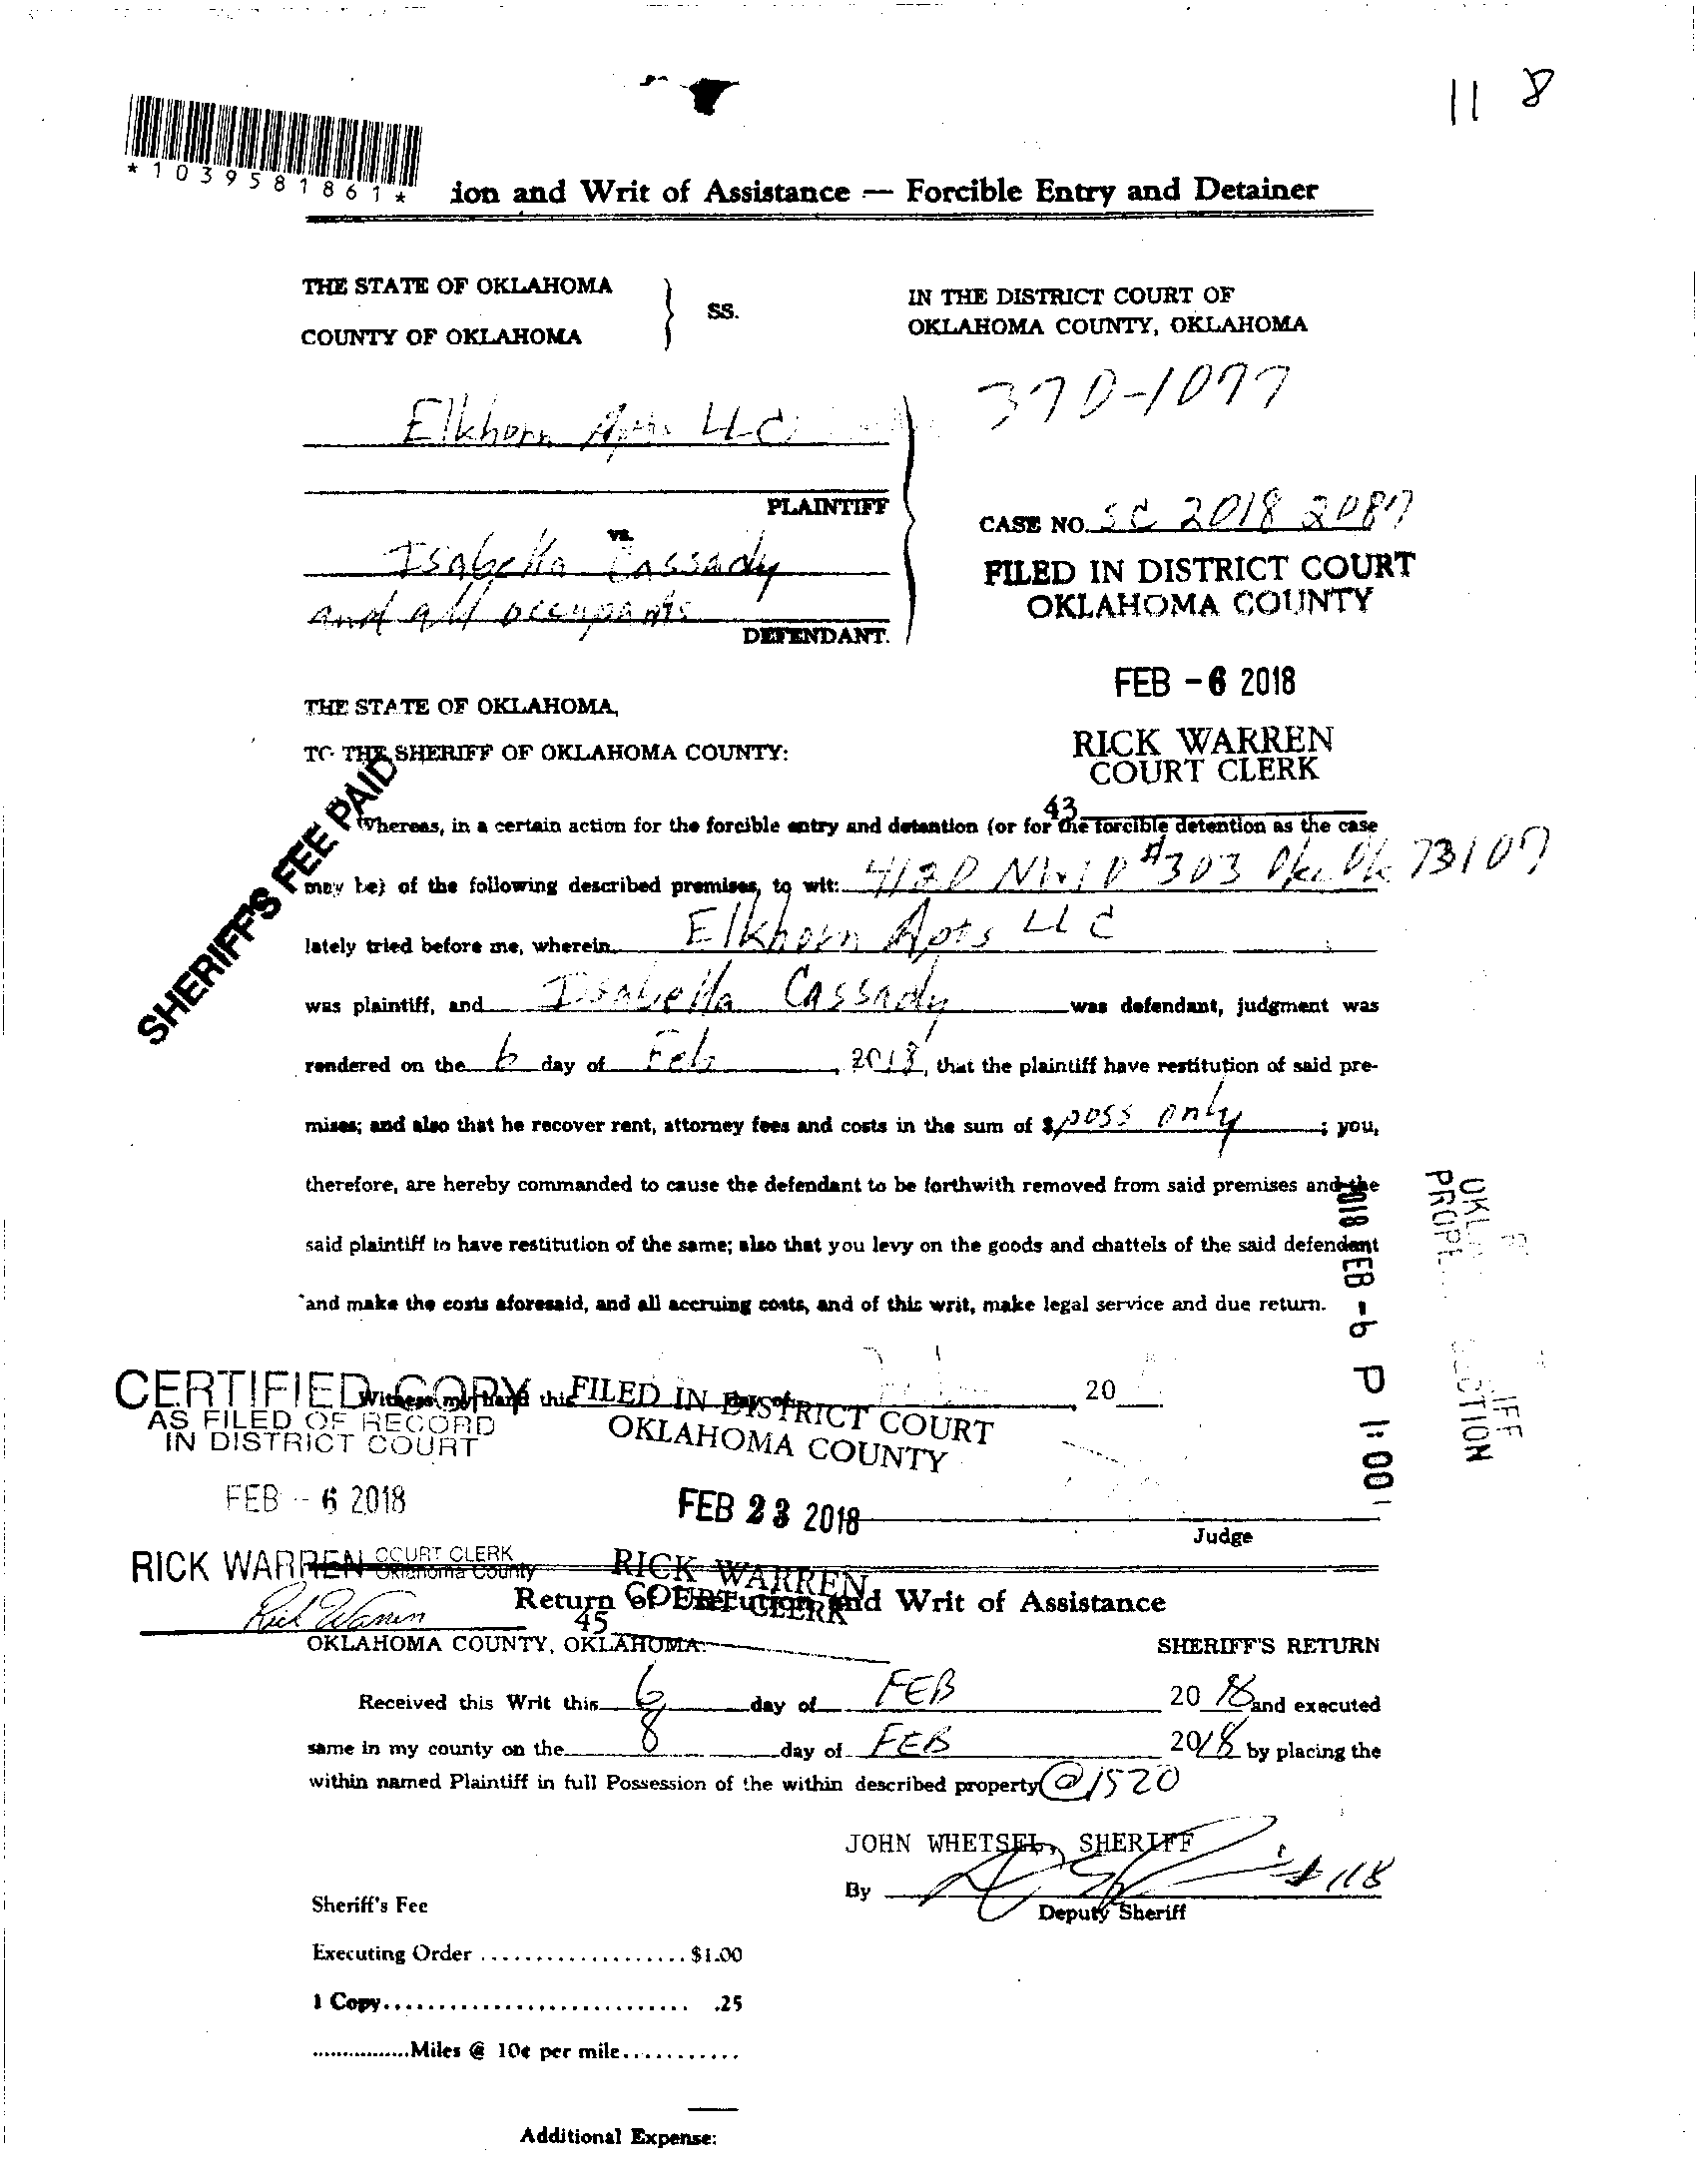 11 8
*1039581861*
ion and Writ of Assistance — Forcible Entry and Detainer
THE STATE OF OKLAHOMA
COUNTY OF OKLAHOMA
SS.
IN THE DISTRICT COURT OF
OKLAHOMA COUNTY, OKLAHOMA
370-1077
Elkhorn Apts LLC
PLAINTIFF
vs.
CASE NO. SC 2018 2087
Isabella Cassady
and all occupants
DEFENDANT.
FILED IN DISTRICT COURT
OKLAHOMA COUNTY
FEB - 6 2018
RICK WARREN
COURT CLERK
43
THE STATE OF OKLAHOMA,
TO THE SHERIFF OF OKLAHOMA COUNTY:
SHERIFF'S FEE PAID
Whereas, in a certain action for the forcible entry and detention (or for the forcible detention as the case
may be) of the following described premises, to wit: 4120 NW 10 #303 Okc Ok 73107
lately tried before me, wherein Elkhorn Apts LLC
was plaintiff, and Isabella Cassady was defendant, judgment was
rendered on the 6 day of Feb, 2018, that the plaintiff have restitution of said pre-
mises; and also that he recover rent, attorney fees and costs in the sum of $ poss only; you,
therefore, are hereby commanded to cause the defendant to be forthwith removed from said premises and the
said plaintiff to have restitution of the same; also that you levy on the goods and chattels of the said defendant
and make the costs aforesaid, and all accruing costs, and of this writ, make legal service and due return.
2018 FEB -6 P 1:00
Witness my hand this day of 20
CERTIFIED COPY
AS FILED OF RECORD
IN DISTRICT COURT
FEB - 6 2018
RICK WARREN COURT CLERK
Oklahoma County
Rick Warren
FILED IN DISTRICT COURT
OKLAHOMA COUNTY
FEB 23 2018
RICK WARREN
COURT CLERK
45
Judge
Return of Execution and Writ of Assistance
OKLAHOMA COUNTY, OKLAHOMA.
SHERIFF'S RETURN
Received this Writ this 6 day of FEB 2018 and executed
same in my county on the 8 day of FEB 2018 by placing the
within named Plaintiff in full Possession of the within described property @ 1520
JOHN WHETSEL, SHERIFF
By
118
Deputy Sheriff
Sheriff's Fee
Executing Order ................... $1.00
1 Copy............................. .25
................Miles @ 10¢ per mile............
Additional Expense: